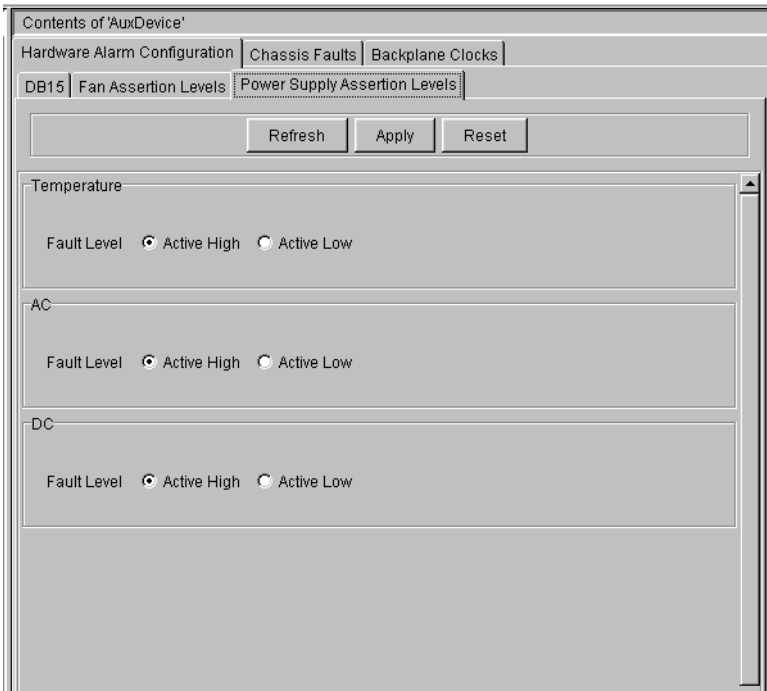 Contents of 'AuxDevice'
Hardware Alarm Configuration Chassis Faults Backplane Clocks
DB15 Fan Assertion Levels Power Supply Assertion Levels
Refresh Apply Reset
Temperature
Fault Level Active High Active Low
AC
Fault Level Active High Active Low
DC
Fault Level Active High Active Low